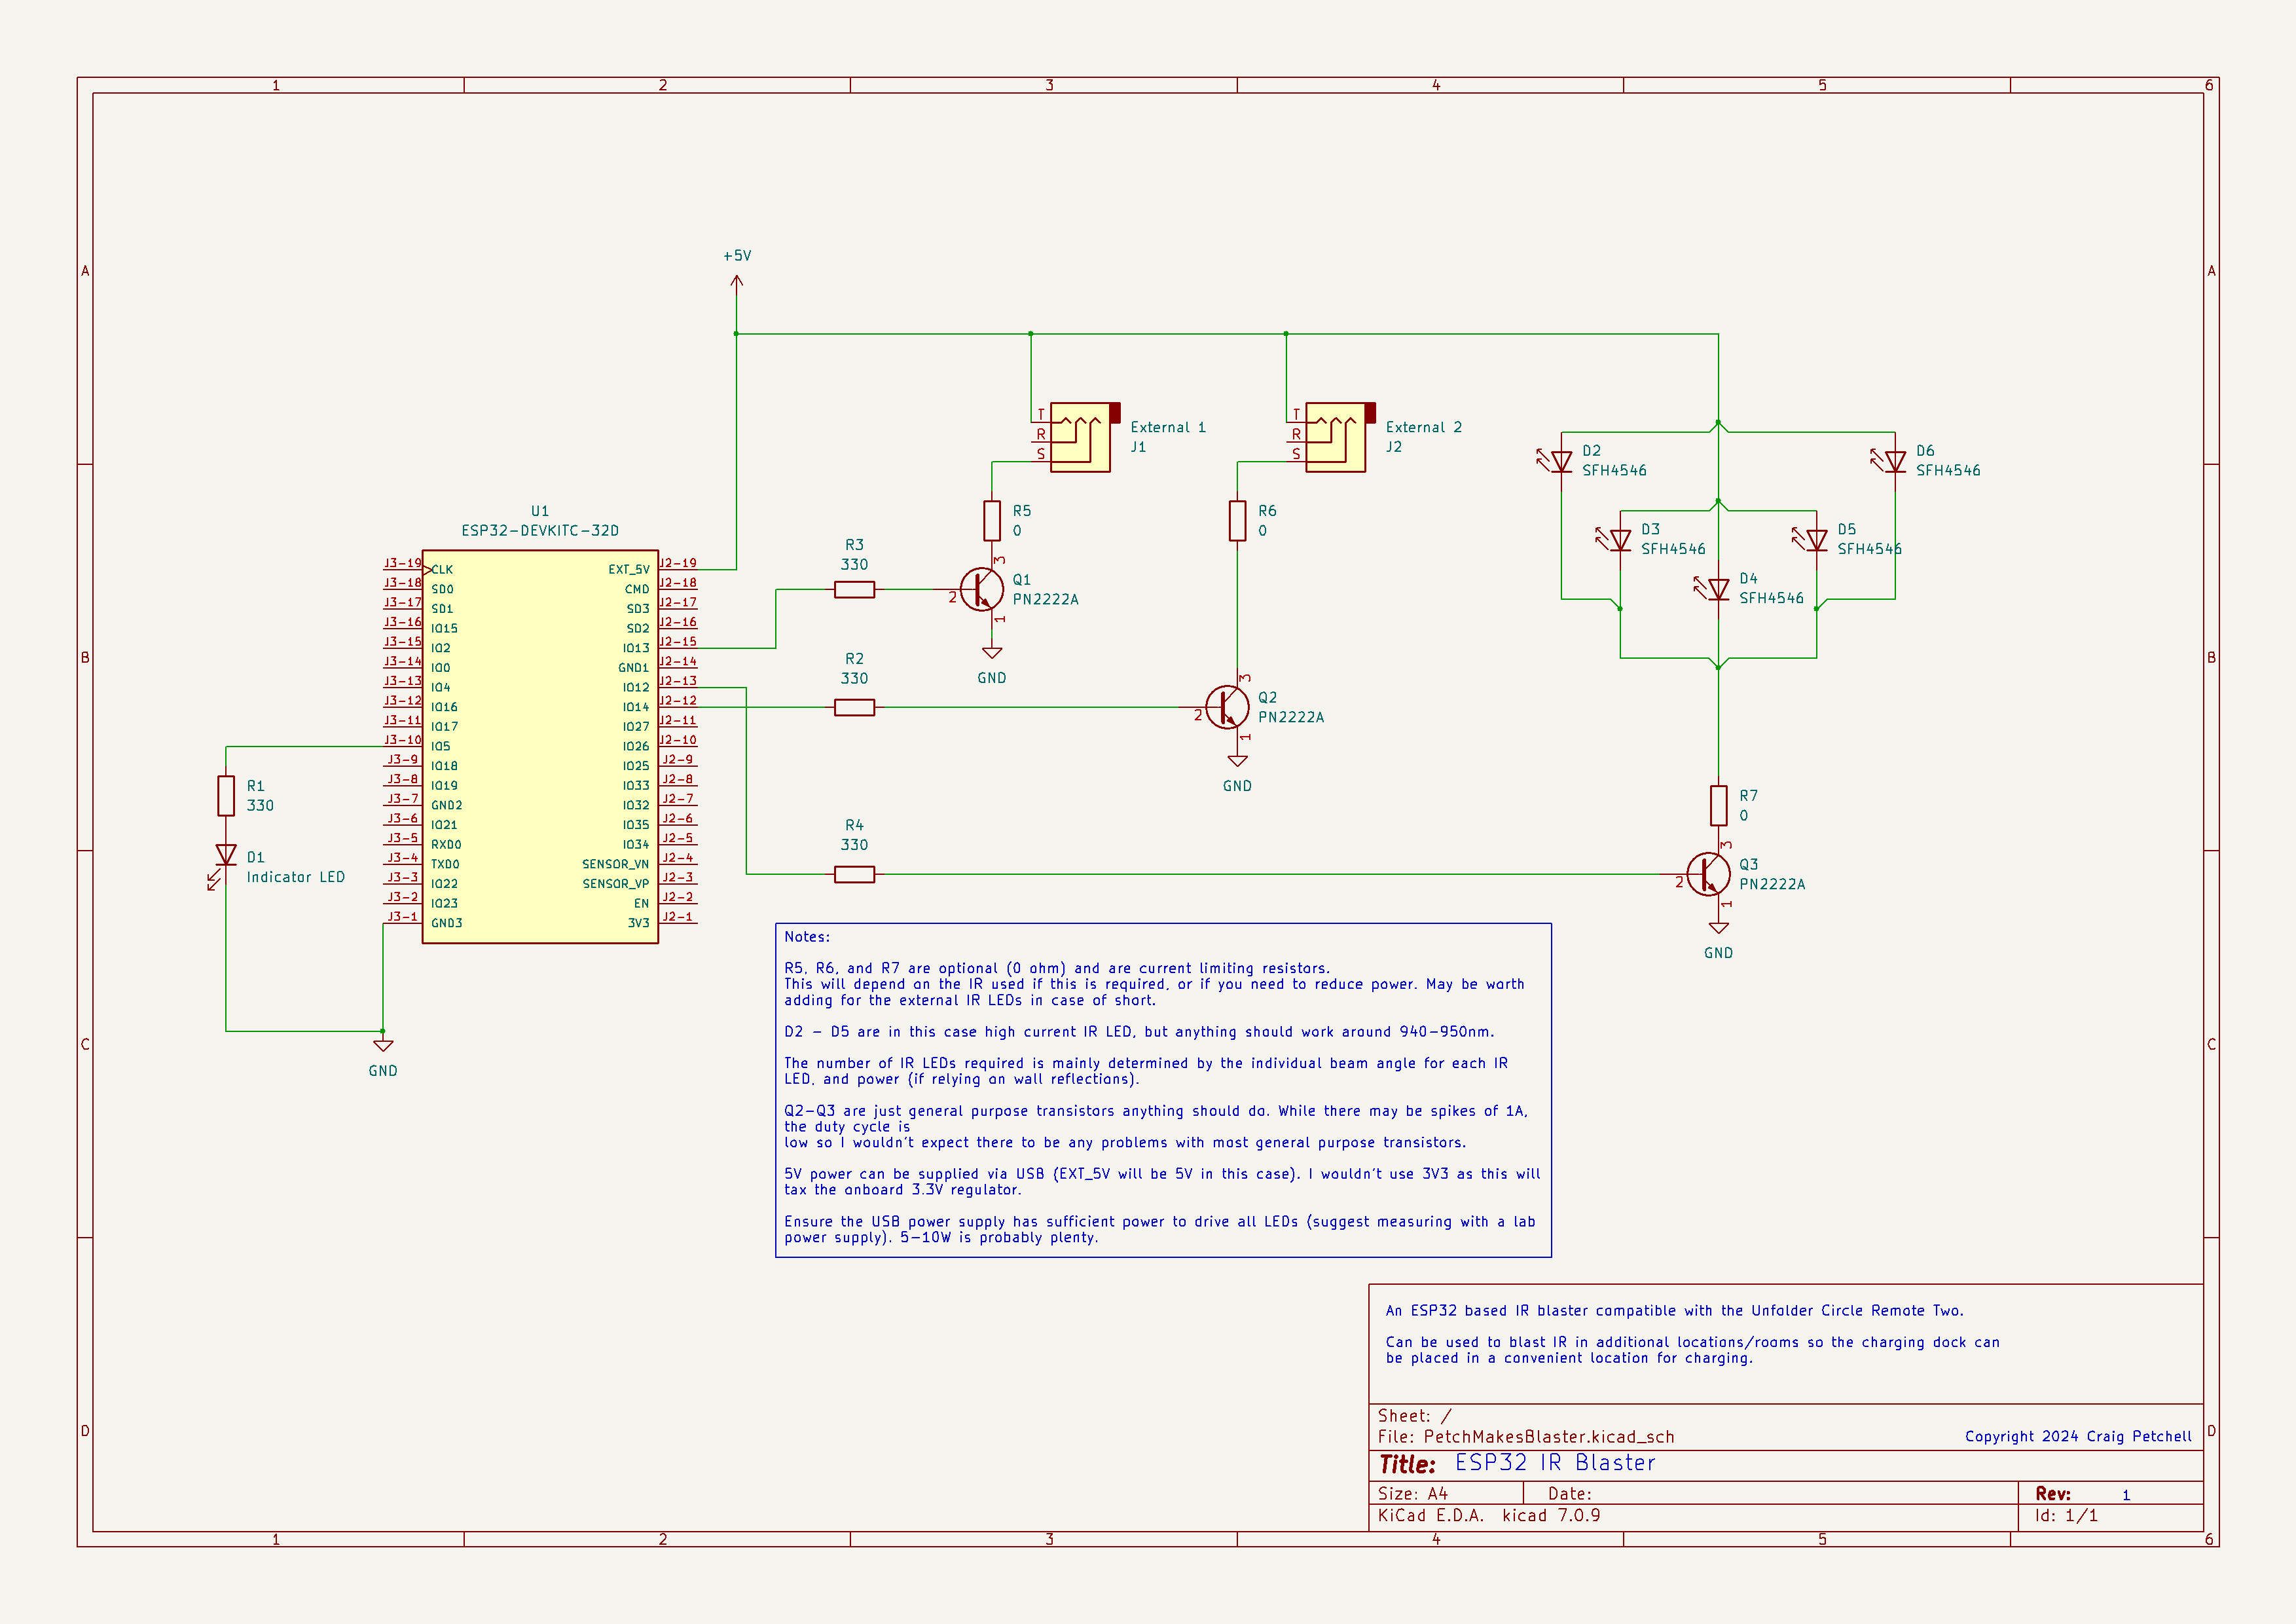 1 2 3 4 5 6
A A
+5V
External 1
J1
T
R
S
External 2
J2
T
R
S
D2
SFH4546
D6
SFH4546
D3
SFH4546
D5
SFH4546
D4
SFH4546
R5
0
R6
0
U1
ESP32-DEVKITC-32D
R3
330
3
Q1
PN2222A
2
1
GND
J3-19 CLK EXT_5V J2-19
J3-18 SD0 CMD J2-18
J3-17 SD1 SD3 J2-17
J3-16 IO15 SD2 J2-16
J3-15 IO2 IO13 J2-15
J3-14 IO0 GND1 J2-14
J3-13 IO4 IO12 J2-13
J3-12 IO16 IO14 J2-12
J3-11 IO17 IO27 J2-11
J3-10 IO5 IO26 J2-10
J3-9 IO18 IO25 J2-9
J3-8 IO19 IO33 J2-8
J3-7 GND2 IO32 J2-7
J3-6 IO21 IO35 J2-6
J3-5 RXD0 IO34 J2-5
J3-4 TXD0 SENSOR_VN J2-4
J3-3 IO22 SENSOR_VP J2-3
J3-2 IO23 EN J2-2
J3-1 GND3 3V3 J2-1
B B
R2
330
3
Q2
PN2222A
2
1
GND
R1
330
D1
Indicator LED
GND
R4
330
R7
0
3
Q3
PN2222A
2
1
GND
Notes:
R5, R6, and R7 are optional (0 ohm) and are current limiting resistors.
This will depend on the IR used if this is required, or if you need to reduce power. May be worth
adding for the external IR LEDs in case of short.
D2 - D5 are in this case high current IR LED, but anything should work around 940-950nm.
The number of IR LEDs required is mainly determined by the individual beam angle for each IR
LED, and power (if relying on wall reflections).
Q2-Q3 are just general purpose transistors anything should do. While there may be spikes of 1A,
the duty cycle is
low so I wouldn't expect there to be any problems with most general purpose transistors.
5V power can be supplied via USB (EXT_5V will be 5V in this case). I wouldn't use 3V3 as this will
tax the onboard 3.3V regulator.
Ensure the USB power supply has sufficient power to drive all LEDs (suggest measuring with a lab
power supply). 5-10W is probably plenty.
C C
An ESP32 based IR blaster compatible with the Unfolder Circle Remote Two.
Can be used to blast IR in additional locations/rooms so the charging dock can
be placed in a convenient location for charging.
D D
Sheet: /
File: PetchMakesBlaster.kicad_sch
Copyright 2024 Craig Petchell
Title: ESP32 IR Blaster
Size: A4 Date: Rev: 1
KiCad E.D.A. kicad 7.0.9 Id: 1/1
1 2 3 4 5 6